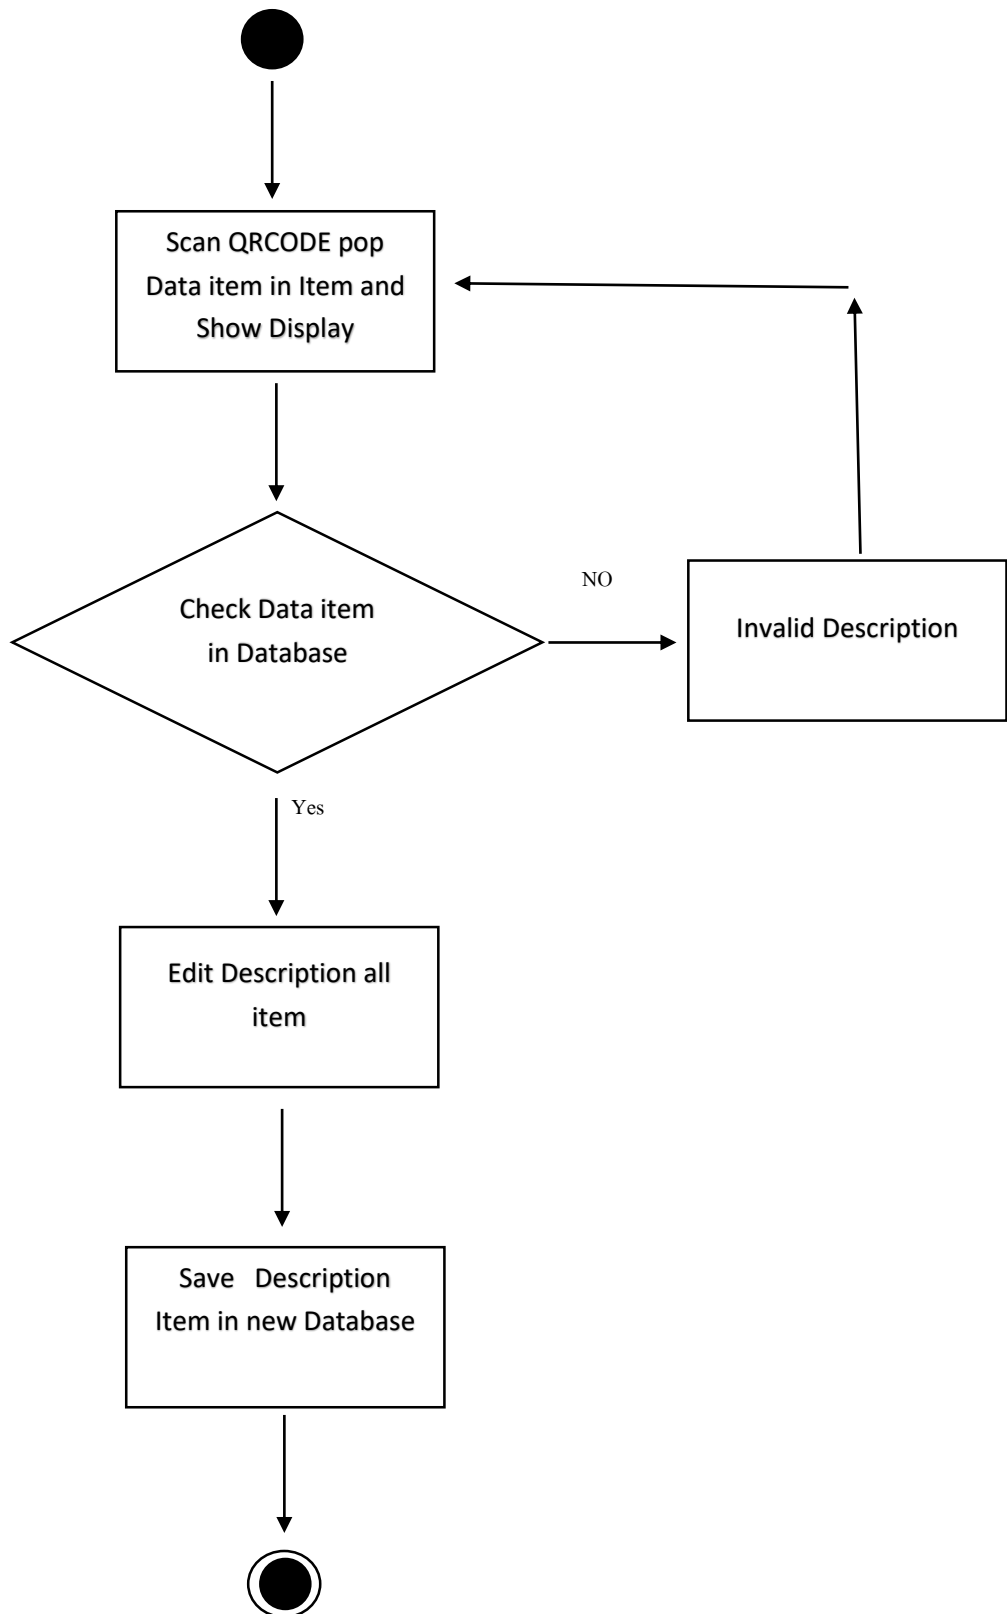 Scan QRCODE pop
Data item in Item and
Show Display
Check Data item
in Database
NO
Invalid Description
Yes
Edit Description all
item
Save   Description
Item in new Database